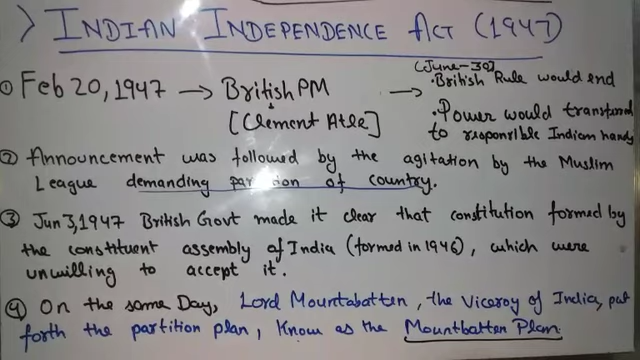 > INDIAN INDEPENDENCE ACT (1947)
① Feb 20, 1947 → British PM → [June-30]
[Clement Atlee]
• British Rule would end
• Power would transferred
to responsible Indian hands
② Announcement was followed by the agitation by the Muslim
League demanding partition of country.
③ Jun 3, 1947 British Govt made it clear that constitution formed by
the constituent assembly of India (formed in 1946), which were
unwilling to accept it.
④ On the same Day, Lord Mountabatten, the Viceroy of India, put
forth the partition plan, Know as the Mountbatten Plan.